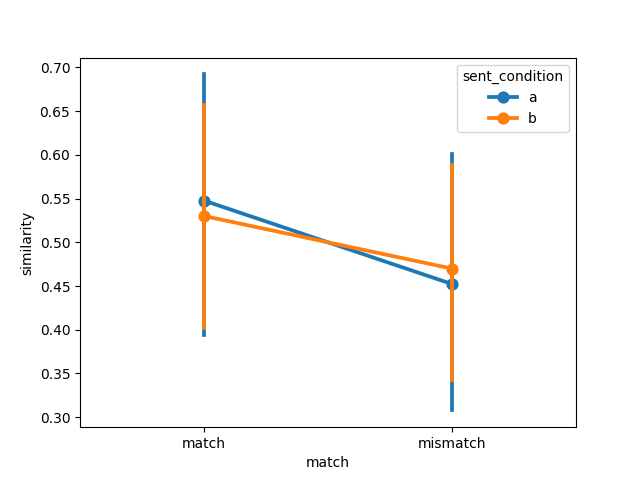 sent_condition
a
b
0.70
0.65
0.60
0.55
0.50
0.45
0.40
0.35
0.30
similarity
match
mismatch
match